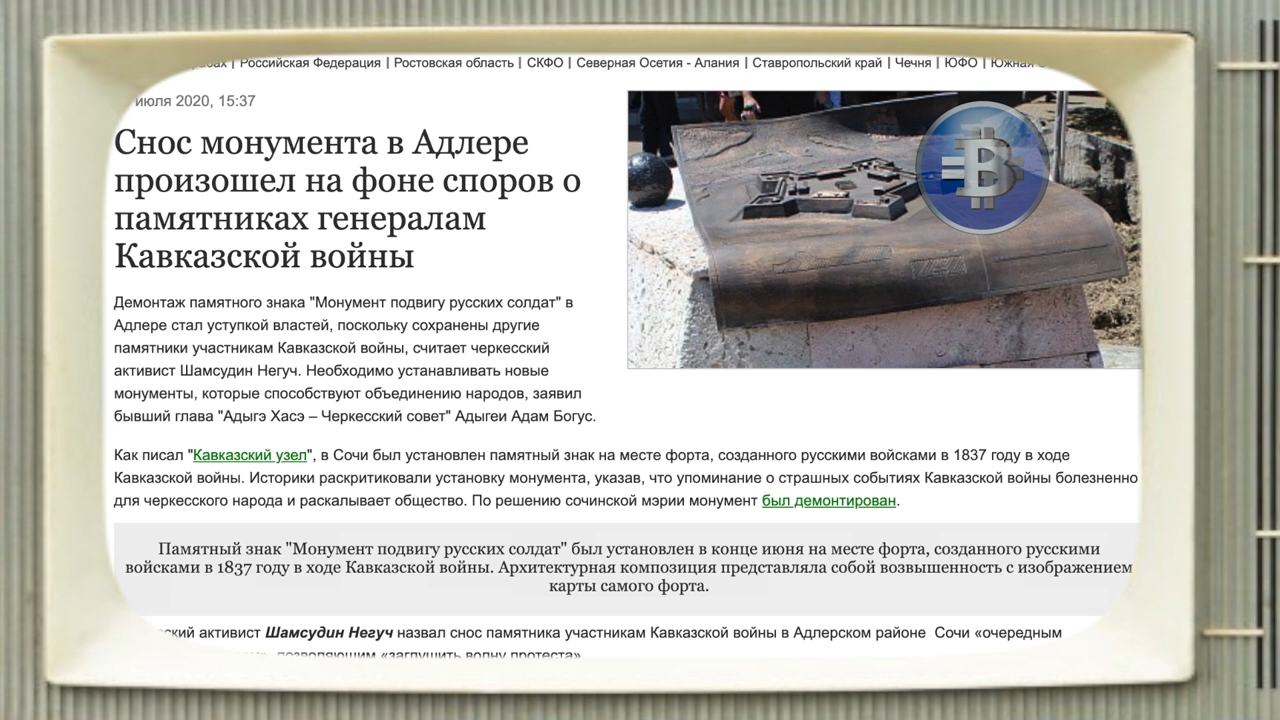 | Российская Федерация | Ростовская область | СКФО | Северная Осетия - Алания | Ставропольский край | Чечня | ЮФО |
июля 2020, 15:37
Снос монумента в Адлере
произошел на фоне споров о
памятниках генералам
Кавказской войны
Демонтаж памятного знака "Монумент подвигу русских солдат" в
Адлере стал уступкой властей, поскольку сохранены другие
памятники участникам Кавказской войны, считает черкесский
активист Шамсудин Негуч. Необходимо устанавливать новые
монументы, которые способствуют объединению народов, заявил
бывший глава "Адыгэ Хасэ – Черкесский совет" Адыгеи Адам Богус.
Как писал "Кавказский узел", в Сочи был установлен памятный знак на месте форта, созданного русскими войсками в 1837 году в ходе
Кавказской войны. Историки раскритиковали установку монумента, указав, что упоминание о страшных событиях Кавказской войны болезненно
для черкесского народа и раскалывает общество. По решению сочинской мэрии монумент был демонтирован.
Памятный знак "Монумент подвигу русских солдат" был установлен в конце июня на месте форта, созданного русскими
войсками в 1837 году в ходе Кавказской войны. Архитектурная композиция представляла собой возвышенность с изображением
карты самого форта.
активист Шамсудин Негуч назвал снос памятника участникам Кавказской войны в Адлерском районе Сочи «очередным
позволяющим «заглушить волну протеста»